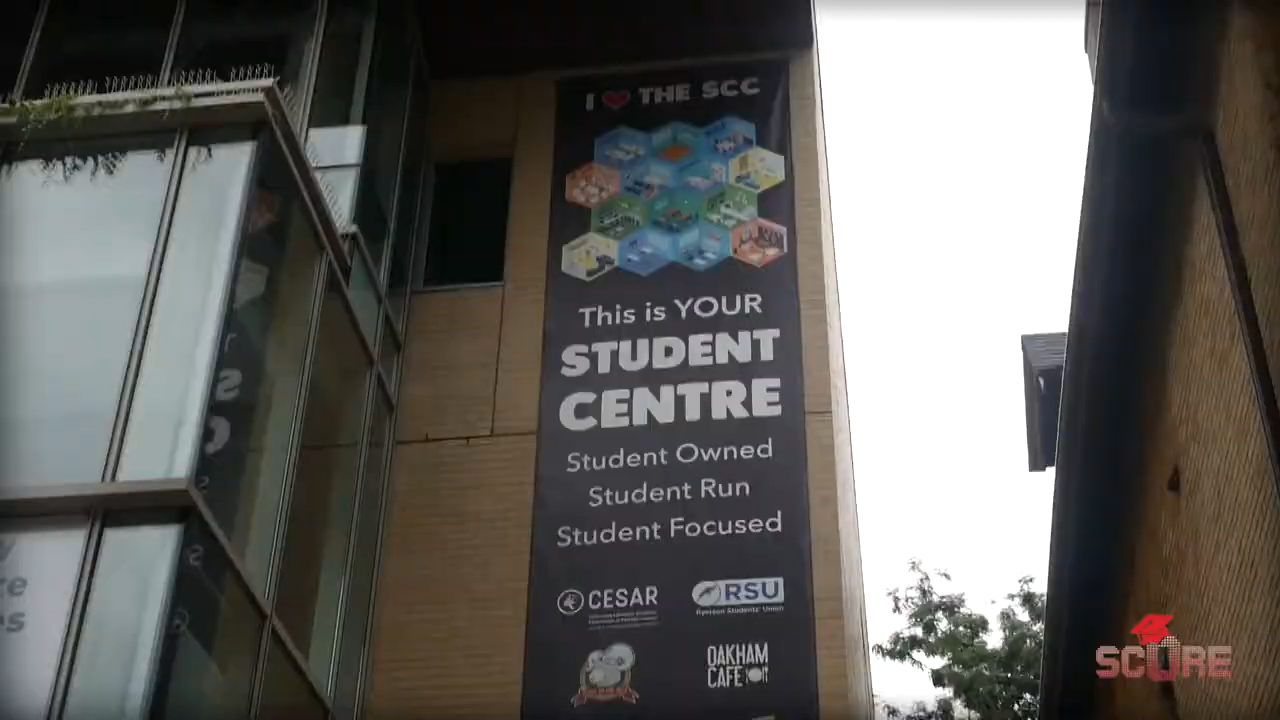 I THE SCC
This is YOUR
STUDENT
CENTRE
Student Owned
Student Run
Student Focused
CESAR
RSU
Ryerson Students' Union
OAKHAM
CAFE
SCURE